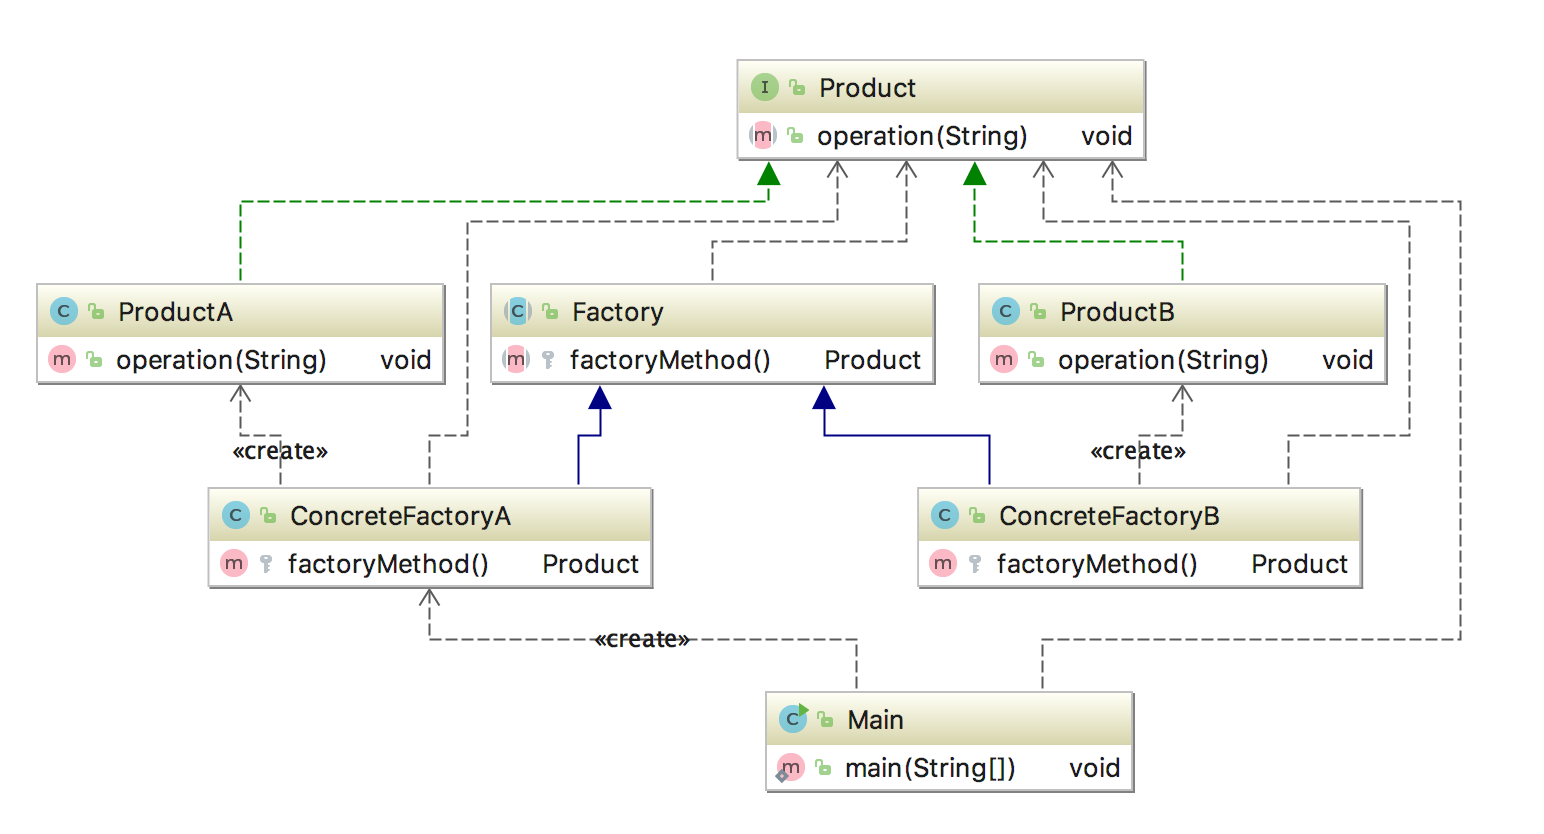 I Product
m operation(String) void
C ProductA
m operation(String) void
C Factory
m factoryMethod() Product
C ProductB
m operation(String) void
«create»
«create»
C ConcreteFactoryA
m factoryMethod() Product
C ConcreteFactoryB
m factoryMethod() Product
«create»
C Main
m main(String[]) void